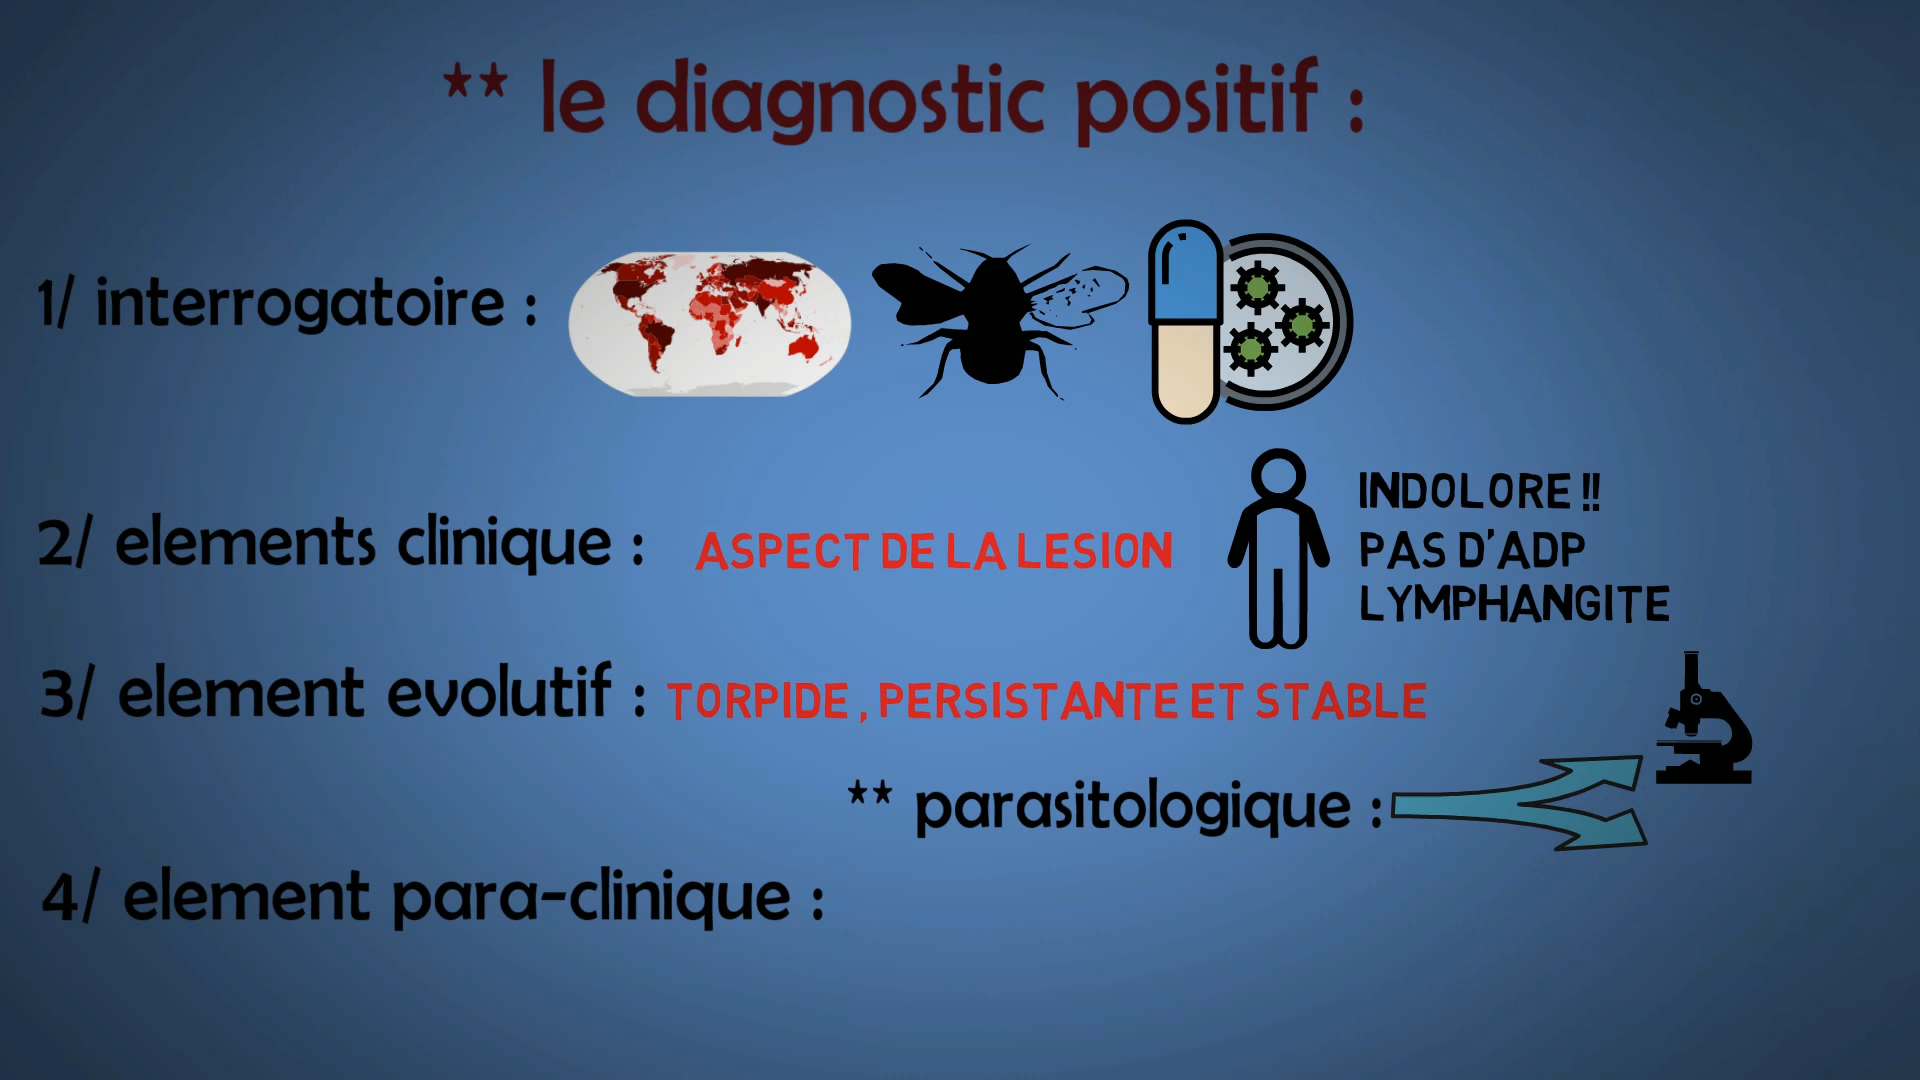 ** le diagnostic positif :
1/ interrogatoire :
2/ elements clinique : ASPECT DE LA LESION
INDOLORE !!
PAS D'ADP
LYMPHANGITE
3/ element evolutif : TORPIDE, PERSISTANTE ET STABLE
** parasitologique :
4/ element para-clinique :